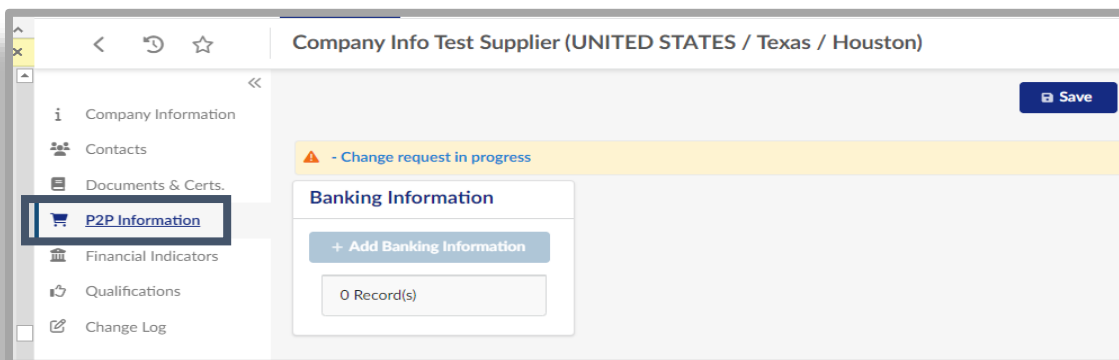 Company Info Test Supplier (UNITED STATES / Texas / Houston)
Save
Company Information
Contacts
Documents & Certs.
P2P Information
Financial Indicators
Qualifications
Change Log
- Change request in progress
Banking Information
+ Add Banking Information
0 Record(s)